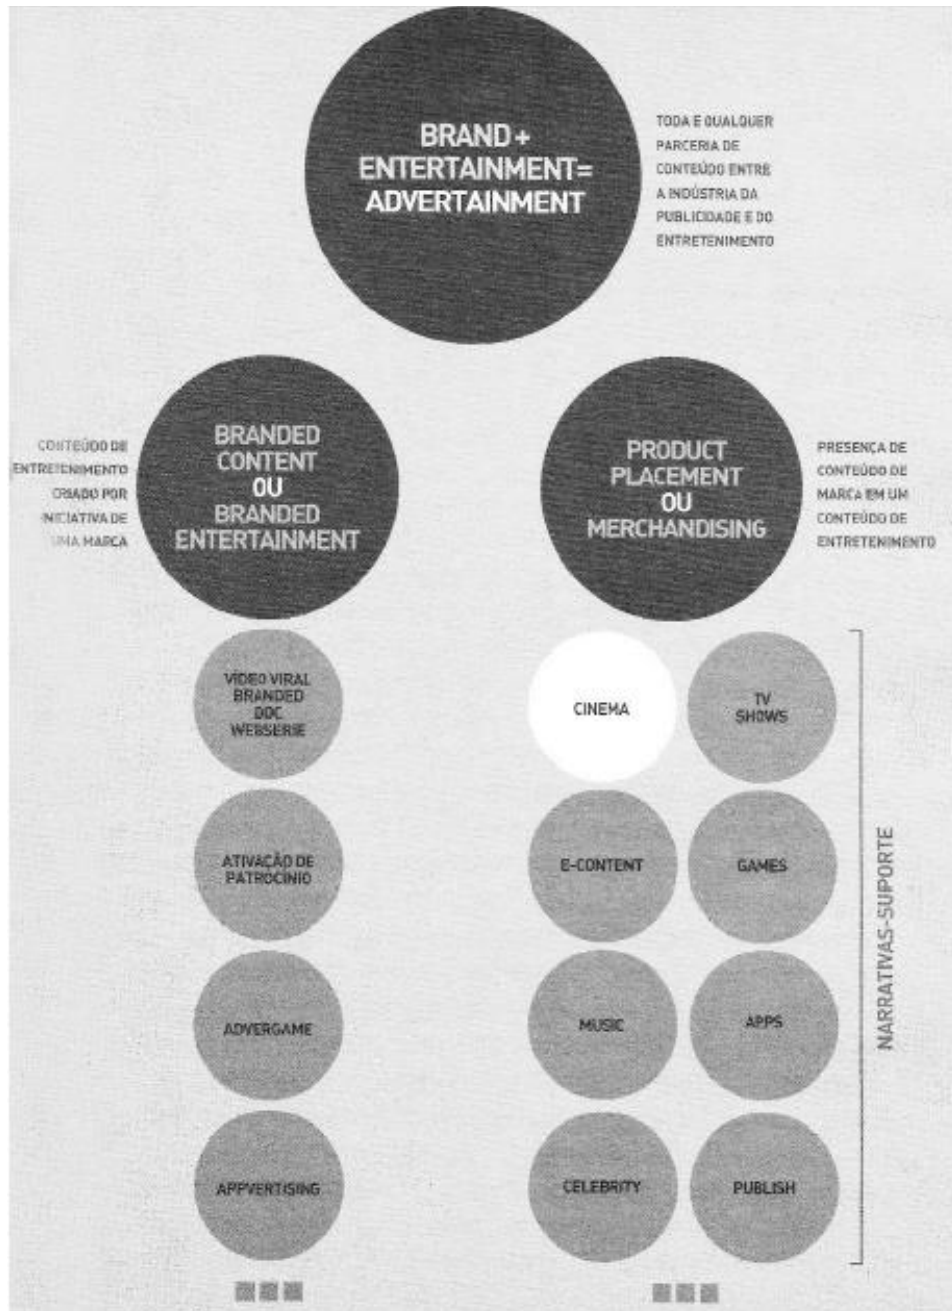 BRAND +
ENTERTAINMENT=
ADVERTAINMENT
TODA E QUALQUER
PARCERIA DE
CONTEÚDO ENTRE
A INDÚSTRIA DA
PUBLICIDADE E DO
ENTRETENIMENTO
CONTEÚDO DE
ENTRETENIMENTO
CRIADO POR
INICIATIVA DE
UMA MARCA
BRANDED
CONTENT
OU
BRANDED
ENTERTAINMENT
PRODUCT
PLACEMENT
OU
MERCHANDISING
PRESENÇA DE
CONTEÚDO DE
MARCA EM UM
CONTEÚDO DE
ENTRETENIMENTO
VÍDEO VIRAL
BRANDED
DOC
WEBSERIE
ATIVAÇÃO DE
PATROCÍNIO
ADVERGAME
APPVERTISING
CINEMA
TV
SHOWS
E-CONTENT
GAMES
MUSIC
APPS
CELEBRITY
PUBLISH
NARRATIVAS-SUPORTE